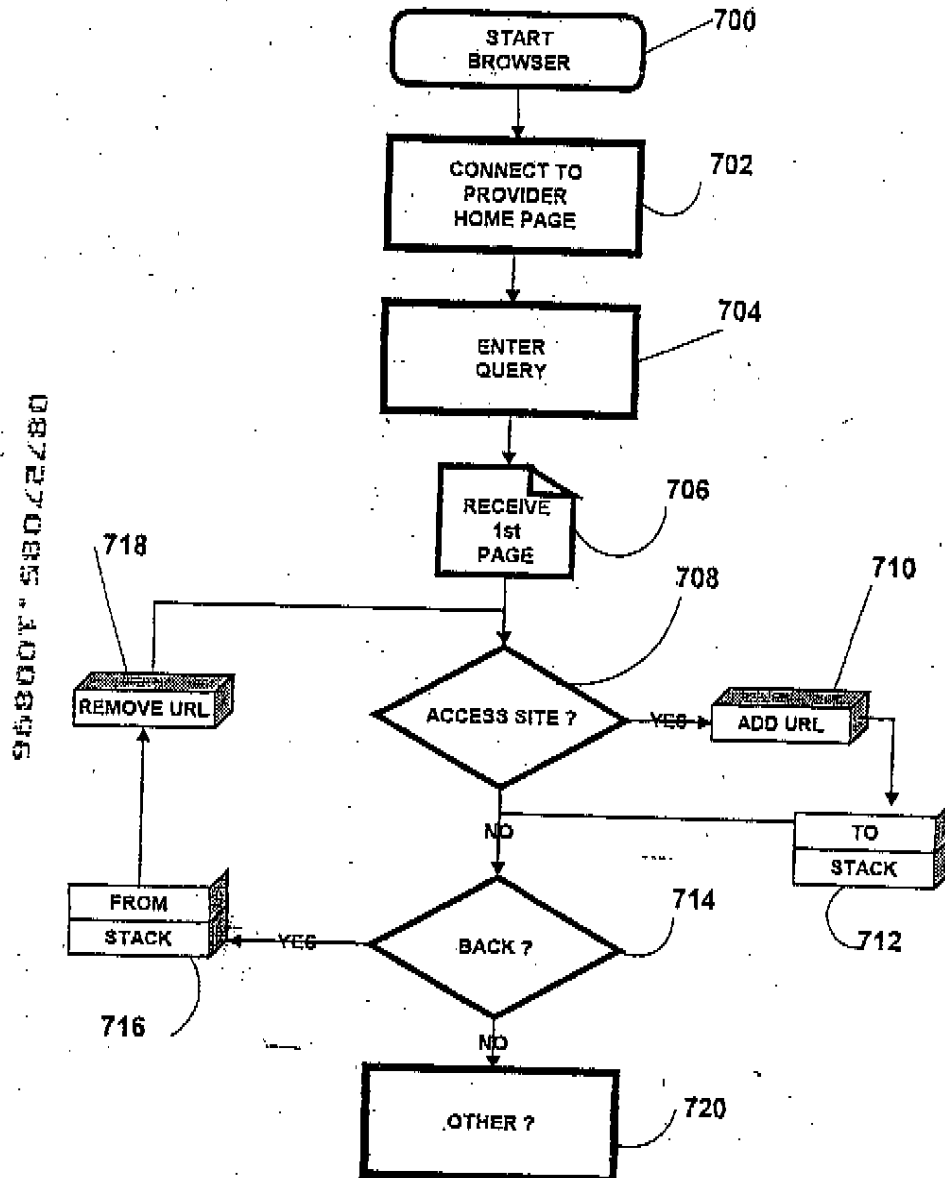 700
START
BROWSER
702
CONNECT TO
PROVIDER
HOME PAGE
704
ENTER
QUERY
706
RECEIVE
1st
PAGE
08727085.100896
718
708
710
REMOVE URL
ACCESS SITE ?
YES
ADD URL
NO
TO
STACK
712
FROM
STACK
716
YES
BACK ?
714
NO
OTHER ?
720